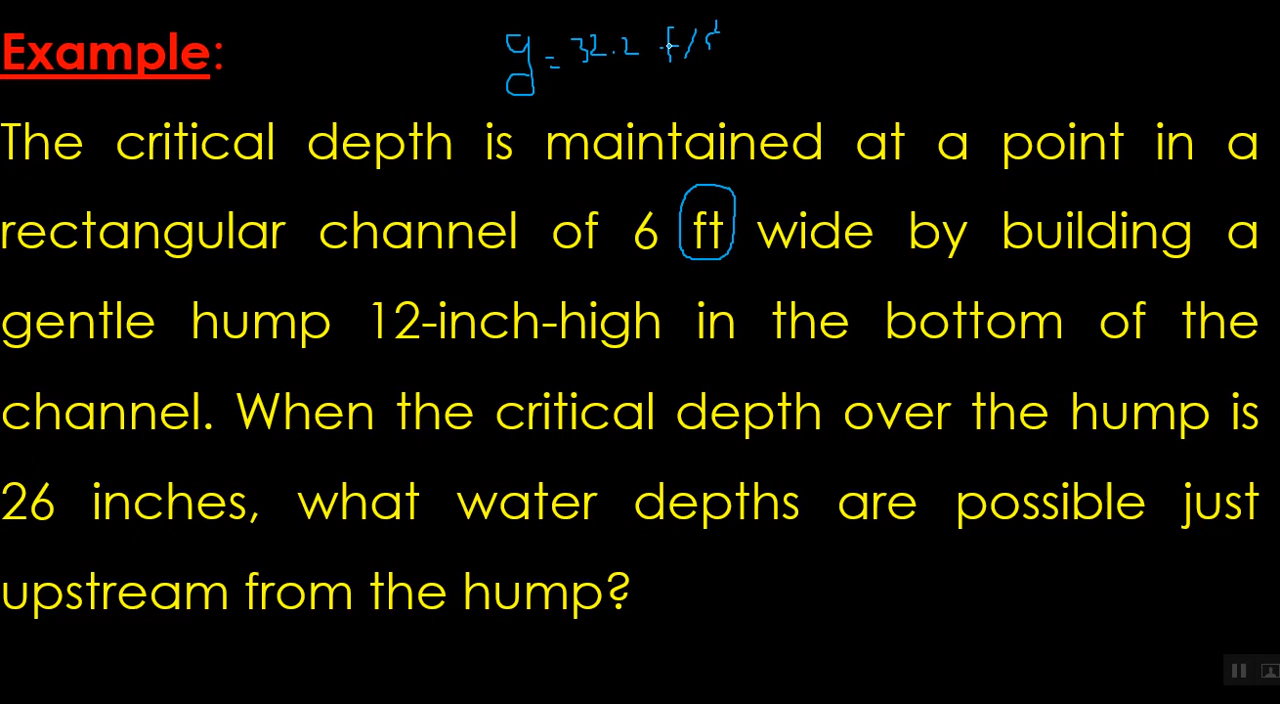 Example:
g = 32.2 f/s²
The critical depth is maintained at a point in a
rectangular channel of 6 ft wide by building a
gentle hump 12-inch-high in the bottom of the
channel. When the critical depth over the hump is
26 inches, what water depths are possible just
upstream from the hump?